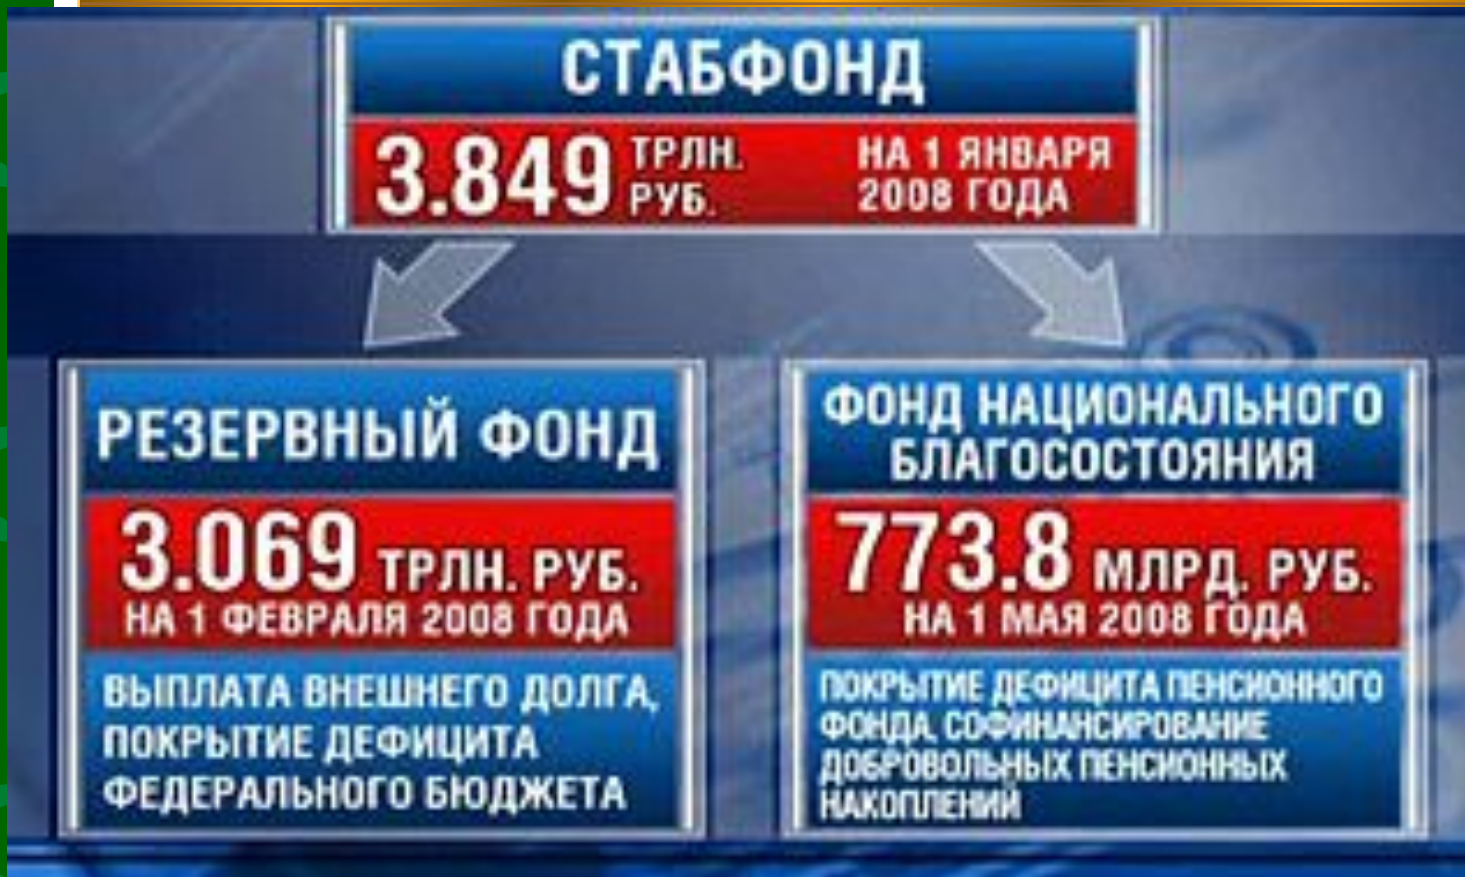 СТАБФОНД
3.849 ТРЛН. РУБ.
НА 1 ЯНВАРЯ
2008 ГОДА
РЕЗЕРВНЫЙ ФОНД
3.069 ТРЛН. РУБ.
НА 1 ФЕВРАЛЯ 2008 ГОДА
ВЫПЛАТА ВНЕШНЕГО ДОЛГА,
ПОКРЫТИЕ ДЕФИЦИТА
ФЕДЕРАЛЬНОГО БЮДЖЕТА
ФОНД НАЦИОНАЛЬНОГО
БЛАГОСОСТОЯНИЯ
773.8 МЛРД. РУБ.
НА 1 МАЯ 2008 ГОДА
ПОКРЫТИЕ ДЕФИЦИТА ПЕНСИОННОГО
ФОНДА, СОФИНАНСИРОВАНИЕ
ДОБРОВОЛЬНЫХ ПЕНСИОННЫХ
НАКОПЛЕНИЙ